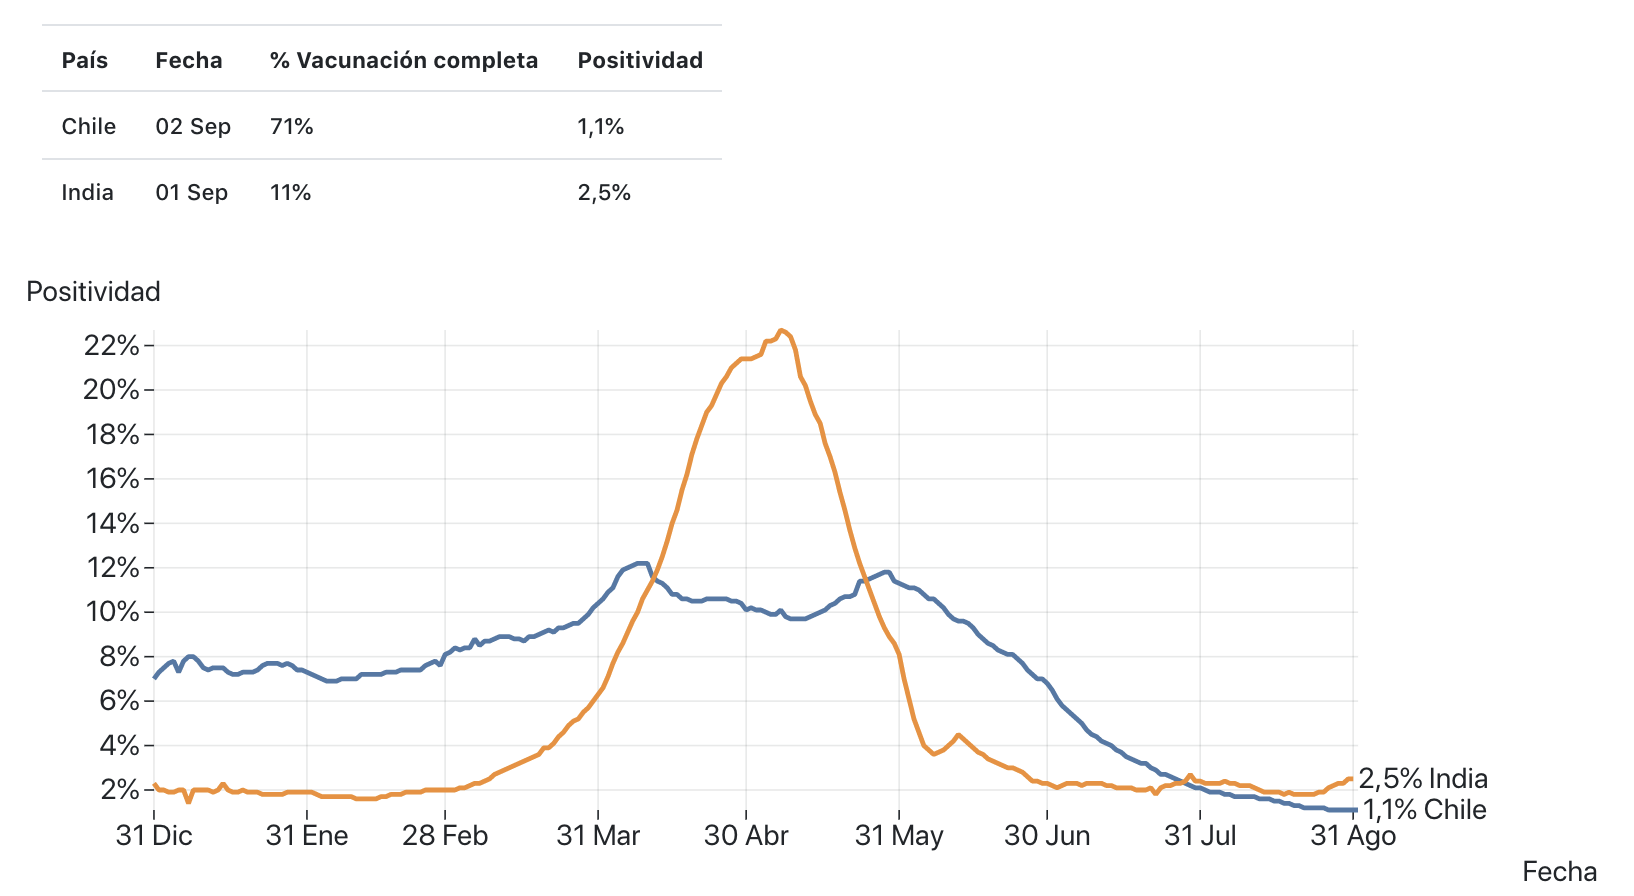 País Fecha % Vacunación completa Positividad
Chile 02 Sep 71% 1,1%
India 01 Sep 11% 2,5%
Positividad
22%
20%
18%
16%
14%
12%
10%
8%
6%
4%
2%
2,5% India
1,1% Chile
31 Dic 31 Ene 28 Feb 31 Mar 30 Abr 31 May 30 Jun 31 Jul 31 Ago
Fecha